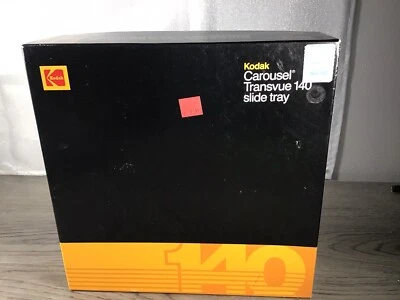 Kodak
Kodak
Carousel®
Transvue 140
slide tray
140